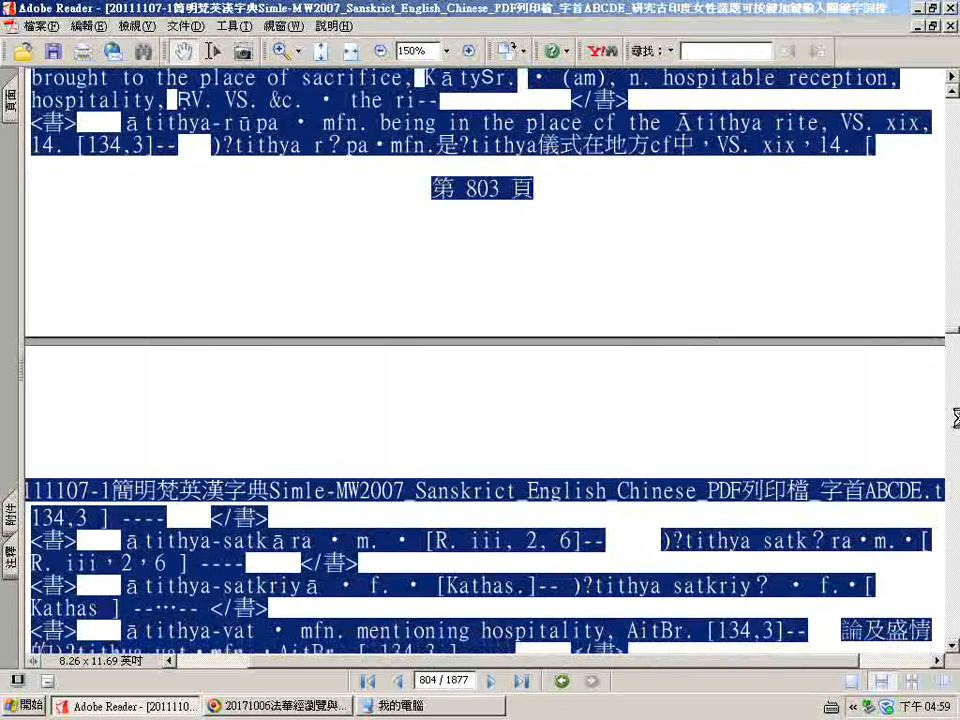 Adobe Reader - [20111107-1簡明梵英漢字典Simle-MW2007_Sanskrict_English_Chinese_PDF列印檔_字首ABCDE_研究古印度女性議題可按鍵加鍵輸入關鍵字詞搜
檔案(F) 編輯(E) 檢視(V) 文件(D) 工具(T) 視窗(W) 說明(H)
150% Y! 尋找：
頁面
brought to the place of sacrifice, KātySr. • (am), n. hospitable reception,
hospitality, RV. VS. &c. • the ri-- </書>
<書> ātithya-rūpa • mfn. being in the place cf the Ātithya rite, VS. xix,
14. [134,3]-- )?tithya r？pa•mfn.是?tithya儀式在地方cf中，VS. xix，14. [
第 803 頁
111107-1簡明梵英漢字典Simle-MW2007_Sanskrict_English_Chinese_PDF列印檔_字首ABCDE.t
134,3 ] ---- </書>
<書> ātithya-satkāra • m. • [R. iii, 2, 6]-- )?tithya satk？ra•m.•[
R. iii，2，6 ] ---- </書>
<書> ātithya-satkriyā • f. • [Kathas.]-- )?tithya satkriy？ • f.•[
Kathas ] --…-- </書>
<書> ātithya-vat • mfn. mentioning hospitality, AitBr. [134,3]-- 論及盛情
的)?tithya vat•mfn.•AitBr. [ 134,3 ]
附件
注釋
8.26 x 11.69 英吋
804 / 1877
開始 Adobe Reader - [2011110... 20171006法華經瀏覽與... 我的電腦 下午 04:59